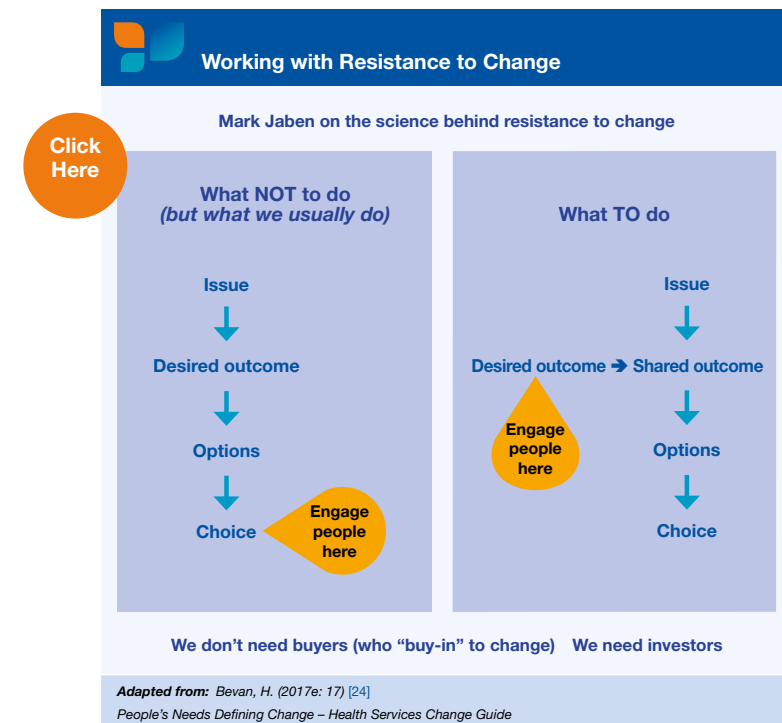 Working with Resistance to Change
Mark Jaben on the science behind resistance to change
Click
Here
What NOT to do
(but what we usually do)
Issue
Desired outcome
Options
Choice
Engage
people
here
What TO do
Issue
Desired outcome ➔ Shared outcome
Engage
people
here
Options
Choice
We don’t need buyers (who “buy-in” to change) We need investors
Adapted from: Bevan, H. (2017e: 17) [24]
People’s Needs Defining Change – Health Services Change Guide